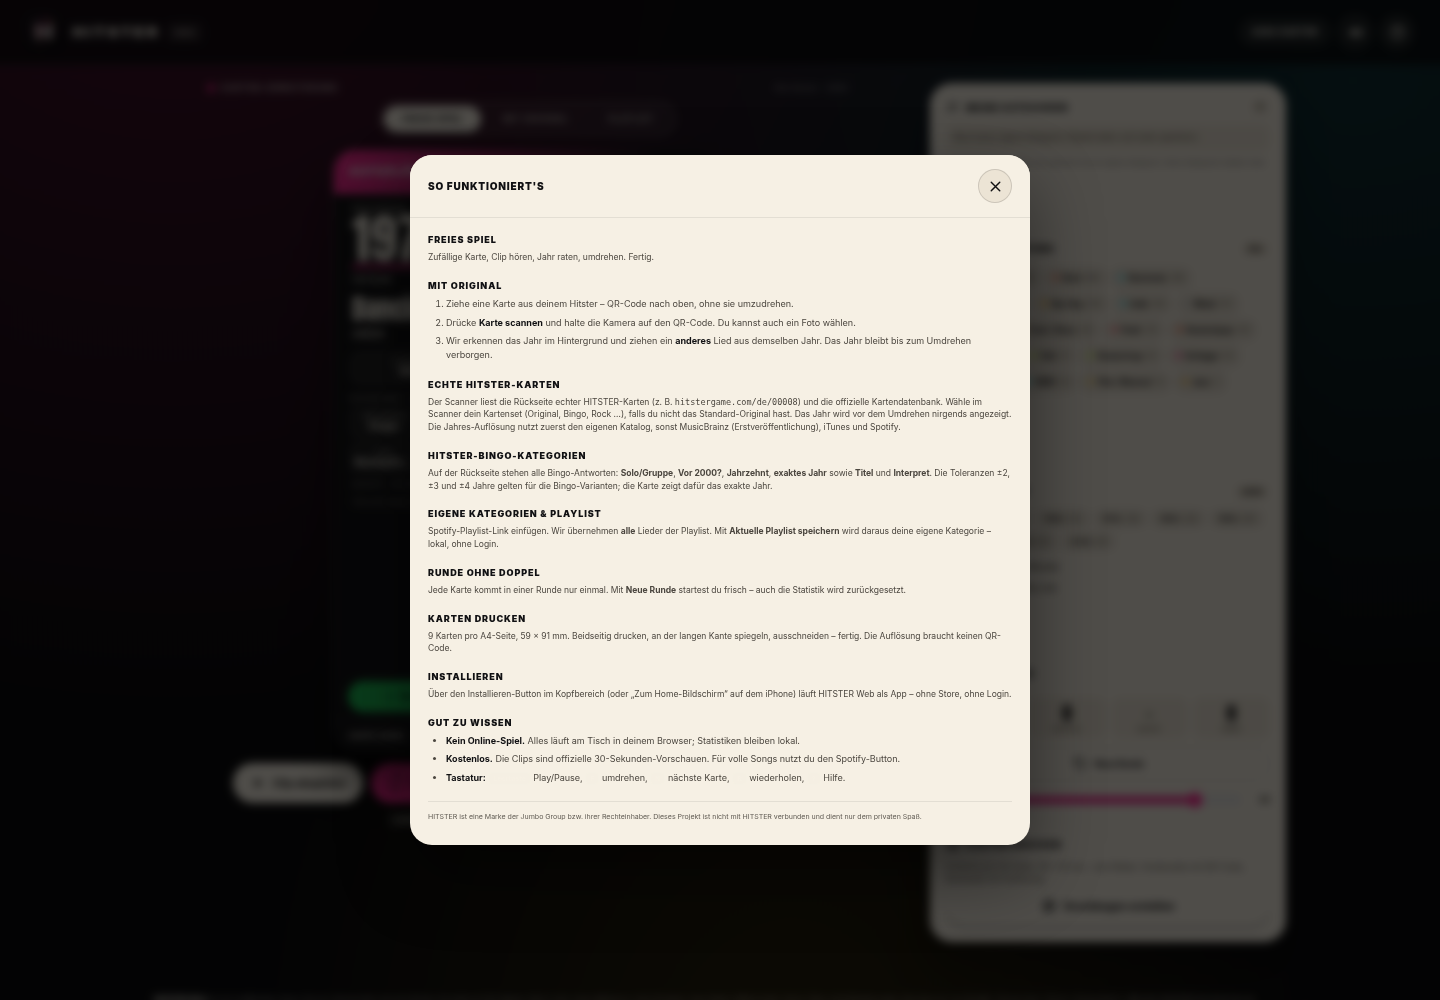 HITSTER
SO FUNKTIONIERT'S
FREIES SPIEL
Zufällige Karte, Clip hören, Jahr raten, umdrehen. Fertig.
MIT ORIGINAL
1. Ziehe eine Karte aus deinem Hitster – QR-Code nach oben, ohne sie umzudrehen.
2. Drücke Karte scannen und halte die Kamera auf den QR-Code. Du kannst auch ein Foto wählen.
3. Wir erkennen das Jahr im Hintergrund und ziehen ein anderes Lied aus demselben Jahr. Das Jahr bleibt bis zum Umdrehen
verborgen.
ECHTE HITSTER-KARTEN
Der Scanner liest die Rückseite echter HITSTER-Karten (z. B. hitstergame.com/de/00008) und die offizielle Kartendatenbank. Wähle im
Scanner dein Kartenset (Original, Bingo, Rock …), falls du nicht das Standard-Original hast. Das Jahr wird vor dem Umdrehen nirgends angezeigt.
Die Jahres-Auflösung nutzt zuerst den eigenen Katalog, sonst MusicBrainz (Erstveröffentlichung), iTunes und Spotify.
HITSTER-BINGO-KATEGORIEN
Auf der Rückseite stehen alle Bingo-Antworten: Solo/Gruppe, Vor 2000?, Jahrzehnt, exaktes Jahr sowie Titel und Interpret. Die Toleranzen ±2,
±3 und ±4 Jahre gelten für die Bingo-Varianten; die Karte zeigt dafür das exakte Jahr.
EIGENE KATEGORIEN & PLAYLIST
Spotify-Playlist-Link einfügen. Wir übernehmen alle Lieder der Playlist. Mit Aktuelle Playlist speichern wird daraus deine eigene Kategorie –
lokal, ohne Login.
RUNDE OHNE DOPPEL
Jede Karte kommt in einer Runde nur einmal. Mit Neue Runde startest du frisch – auch die Statistik wird zurückgesetzt.
KARTEN DRUCKEN
9 Karten pro A4-Seite, 59 × 91 mm. Beidseitig drucken, an der langen Kante spiegeln, ausschneiden – fertig. Die Auflösung braucht keinen QR-
Code.
INSTALLIEREN
Über den Installieren-Button im Kopfbereich (oder „Zum Home-Bildschirm“ auf dem iPhone) läuft HITSTER Web als App – ohne Store, ohne Login.
GUT ZU WISSEN
• Kein Online-Spiel. Alles läuft am Tisch in deinem Browser; Statistiken bleiben lokal.
• Kostenlos. Die Clips sind offizielle 30-Sekunden-Vorschauen. Für volle Songs nutzt du den Spotify-Button.
• Tastatur: Play/Pause, umdrehen, nächste Karte, wiederholen, Hilfe.
HITSTER ist eine Marke der Jumbo Group bzw. ihrer Rechteinhaber. Dieses Projekt ist nicht mit HITSTER verbunden und dient nur dem privaten Spaß.